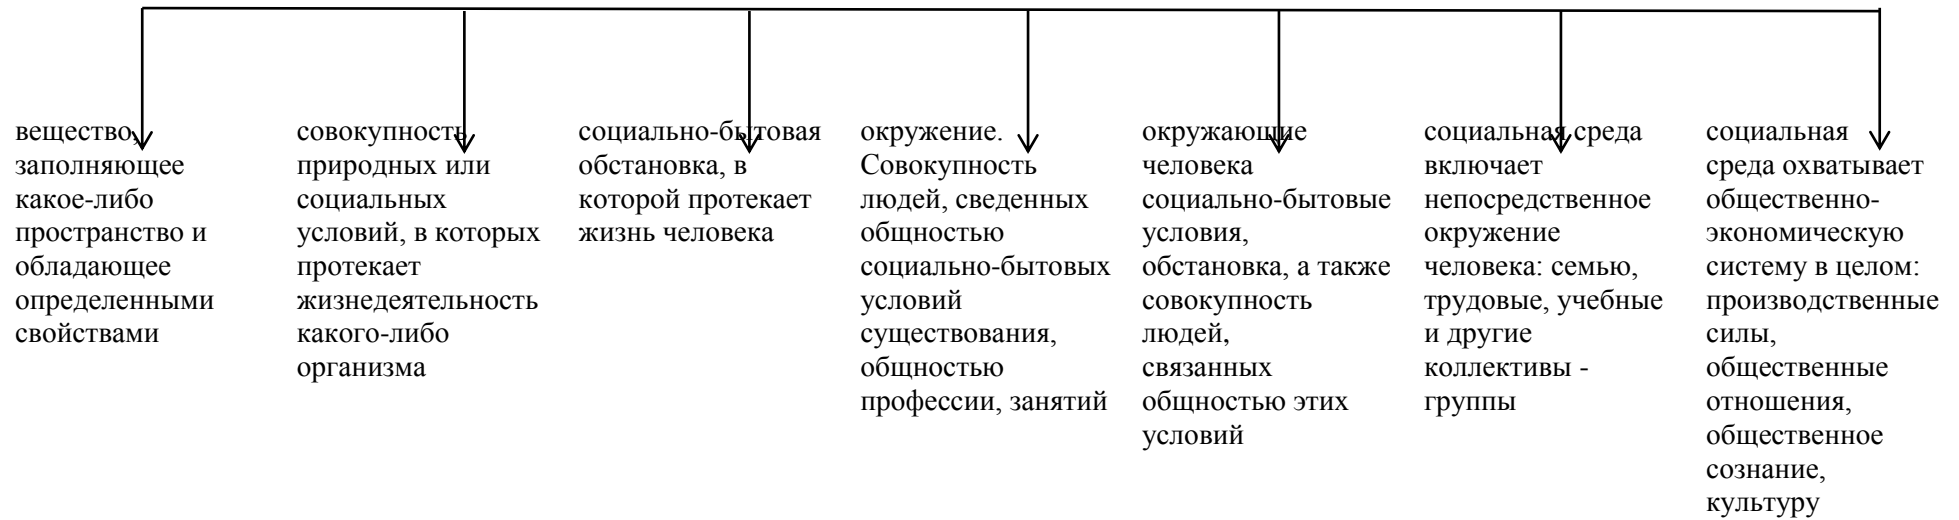 вещество,
заполняющее
какое-либо
пространство и
обладающее
определенными
свойствами
совокупность
природных или
социальных
условий, в которых
протекает
жизнедеятельность
какого-либо
организма
социально-бытовая
обстановка, в
которой протекает
жизнь человека
окружение.
Совокупность
людей, сведенных
общностью
социально-бытовых
условий
существования,
общностью
профессии, занятий
окружающие
человека
социально-бытовые
условия,
обстановка, а также
совокупность
людей,
связанных
общностью этих
условий
социальная среда
включает
непосредственное
окружение
человека: семью,
трудовые, учебные
и другие
коллективы -
группы
социальная
среда охватывает
общественно-
экономическую
систему в целом:
производственные
силы,
общественные
отношения,
общественное
сознание,
культуру